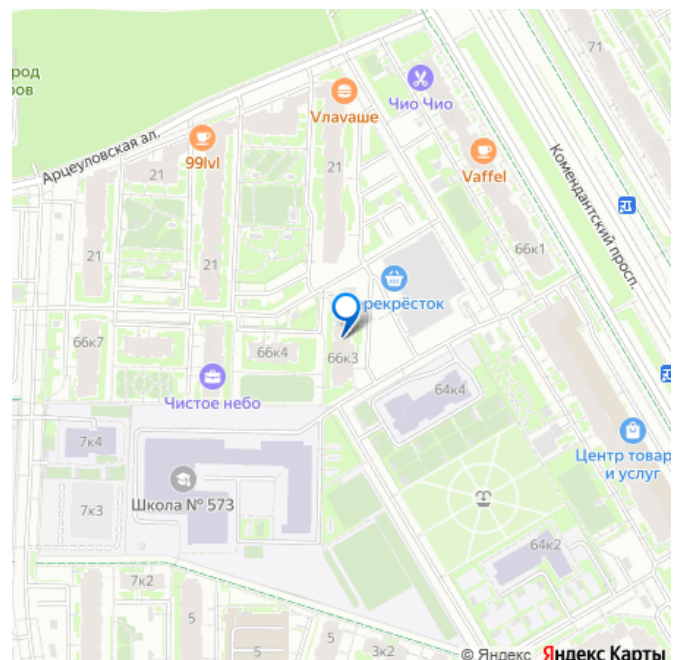 71
род
ров
Vлаvаше
Чио Чио
Арцеуловская ал.
99lvl
21
Vaffel
Комендантский просп.
21
21
21
66к1
рекрёсток
66к7
66к4
66к3
Чистое небо
64к4
7к4
Центр товар
и услуг
Школа № 573
7к3
64к2
7к2
5
5
5
3к2
© Яндекс Яндекс Карты